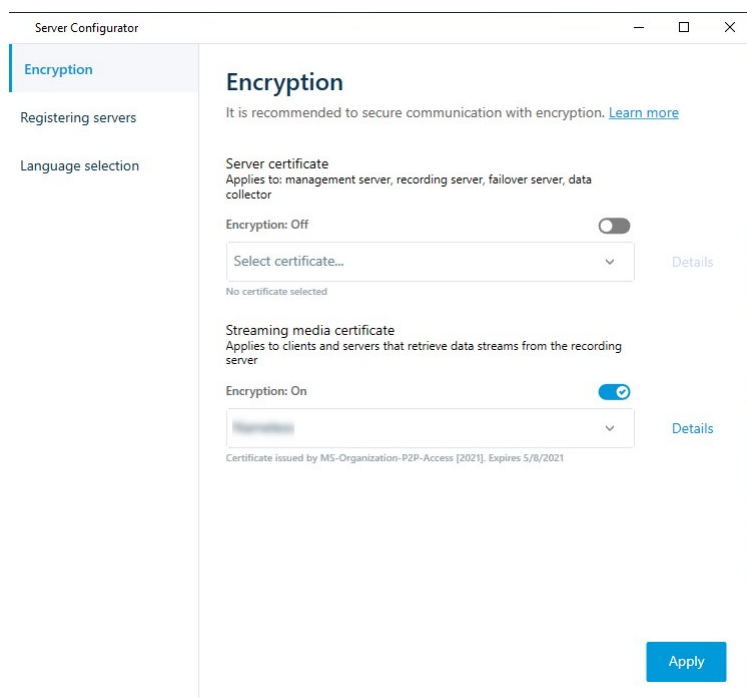 Server Configurator
Encryption
Registering servers
Language selection
Encryption
It is recommended to secure communication with encryption. Learn more
Server certificate
Applies to: management server, recording server, failover server, data
collector
Encryption: Off
Select certificate...
Details
No certificate selected
Streaming media certificate
Applies to clients and servers that retrieve data streams from the recording
server
Encryption: On
Details
Certificate issued by MS-Organization-P2P-Access [2021]. Expires 5/8/2021
Apply